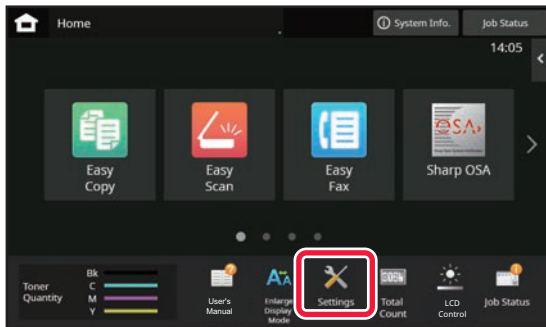 Home
System Info.
Job Status
14:05
Easy
Copy
Easy
Scan
Easy
Fax
OSA
Sharp OSA
Toner
Quantity
Bk
C
M
Y
User's
Manual
Enlarge
Display
Mode
Settings
Total
Count
LCD
Control
Job Status